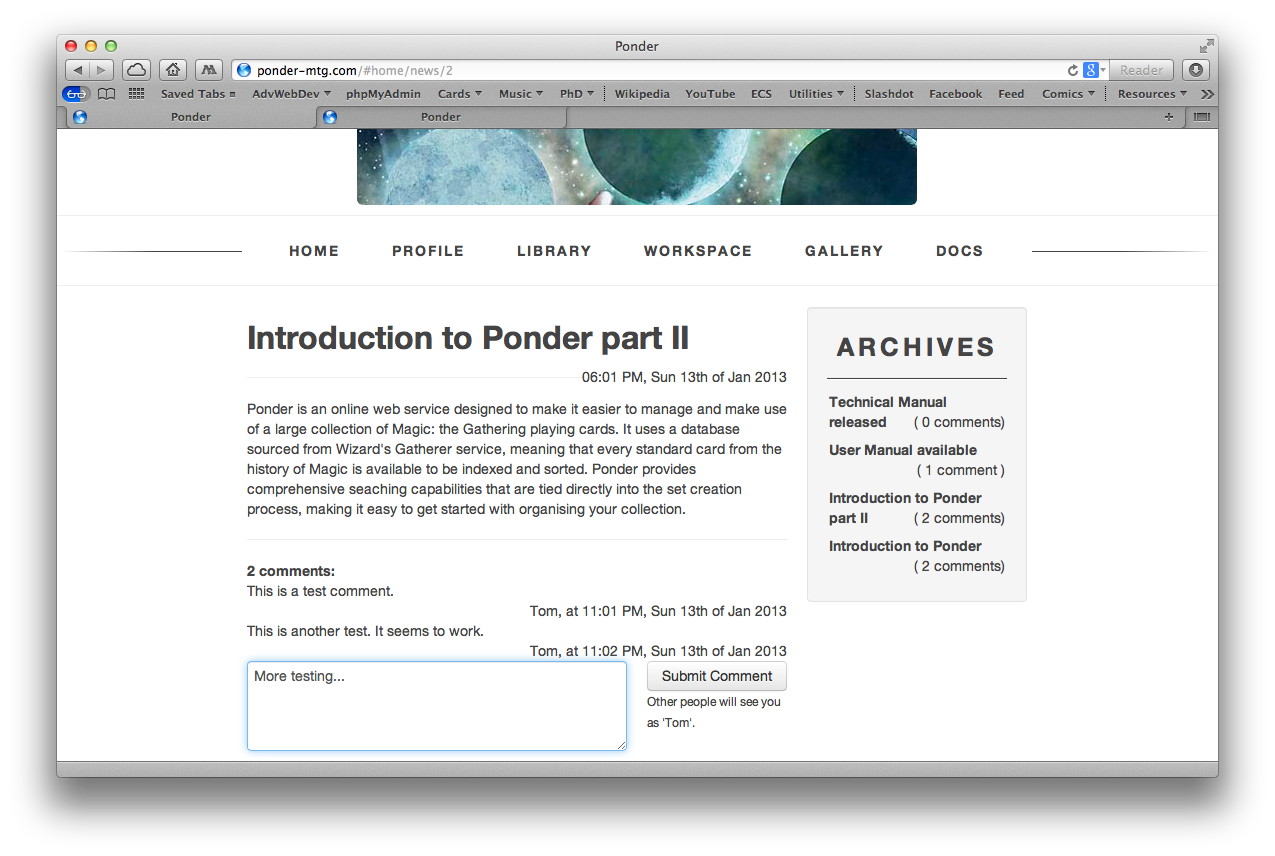 Ponder
ponder-mtg.com/#home/news/2
Reader
Saved Tabs AdvWebDev phpMyAdmin Cards Music PhD Wikipedia YouTube ECS Utilities Slashdot Facebook Feed Comics Resources
Ponder Ponder
HOME PROFILE LIBRARY WORKSPACE GALLERY DOCS
Introduction to Ponder part II
06:01 PM, Sun 13th of Jan 2013
Ponder is an online web service designed to make it easier to manage and make use
of a large collection of Magic: the Gathering playing cards. It uses a database
sourced from Wizard's Gatherer service, meaning that every standard card from the
history of Magic is available to be indexed and sorted. Ponder provides
comprehensive seaching capabilities that are tied directly into the set creation
process, making it easy to get started with organising your collection.
2 comments:
This is a test comment.
Tom, at 11:01 PM, Sun 13th of Jan 2013
This is another test. It seems to work.
Tom, at 11:02 PM, Sun 13th of Jan 2013
More testing...
Submit Comment
Other people will see you
as 'Tom'.
ARCHIVES
Technical Manual
released ( 0 comments)
User Manual available
( 1 comment )
Introduction to Ponder
part II ( 2 comments)
Introduction to Ponder
( 2 comments)